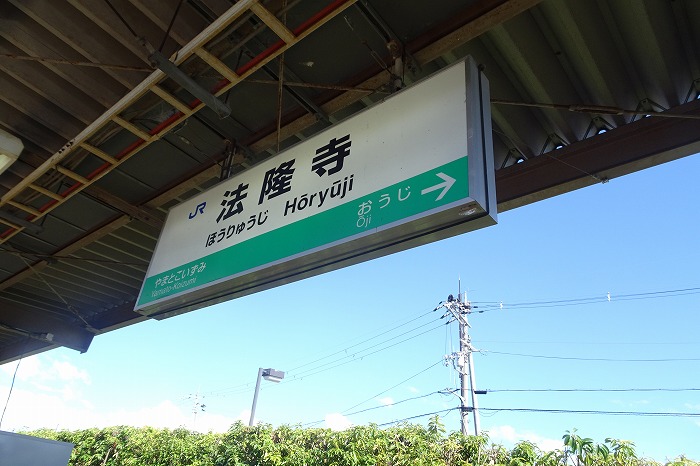 JR 法隆寺
ほうりゅうじ Hōryūji
やまとこいずみ おうじ →
Yamato-Koizumi Ōji